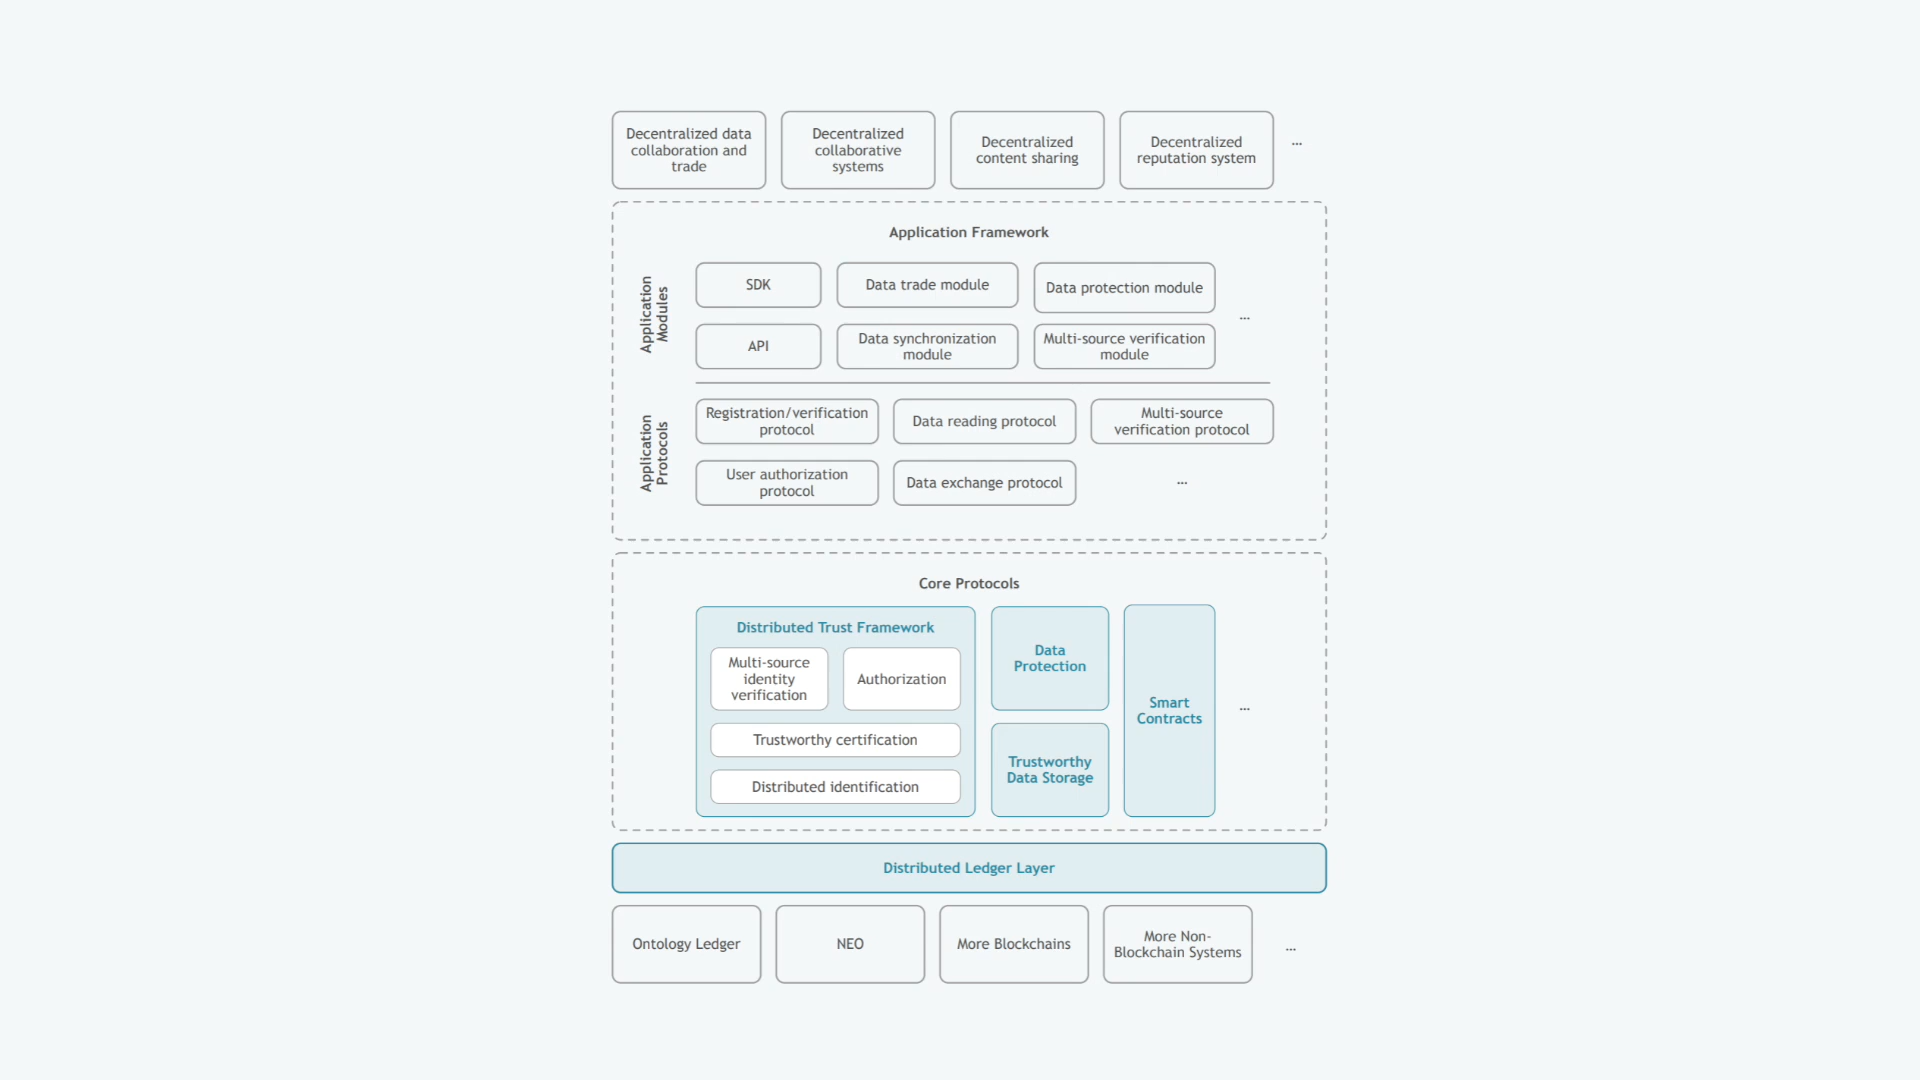 Decentralized data
collaboration and
trade
Decentralized
collaborative
systems
Decentralized
content sharing
Decentralized
reputation system
...
Application Framework
Application
Modules
SDK
Data trade module
Data protection module
API
Data synchronization
module
Multi-source verification
module
...
Application
Protocols
Registration/verification
protocol
Data reading protocol
Multi-source
verification protocol
User authorization
protocol
Data exchange protocol
...
Core Protocols
Distributed Trust Framework
Multi-source
identity
verification
Authorization
Trustworthy certification
Distributed identification
Data
Protection
Trustworthy
Data Storage
Smart
Contracts
...
Distributed Ledger Layer
Ontology Ledger
NEO
More Blockchains
More Non-
Blockchain Systems
...